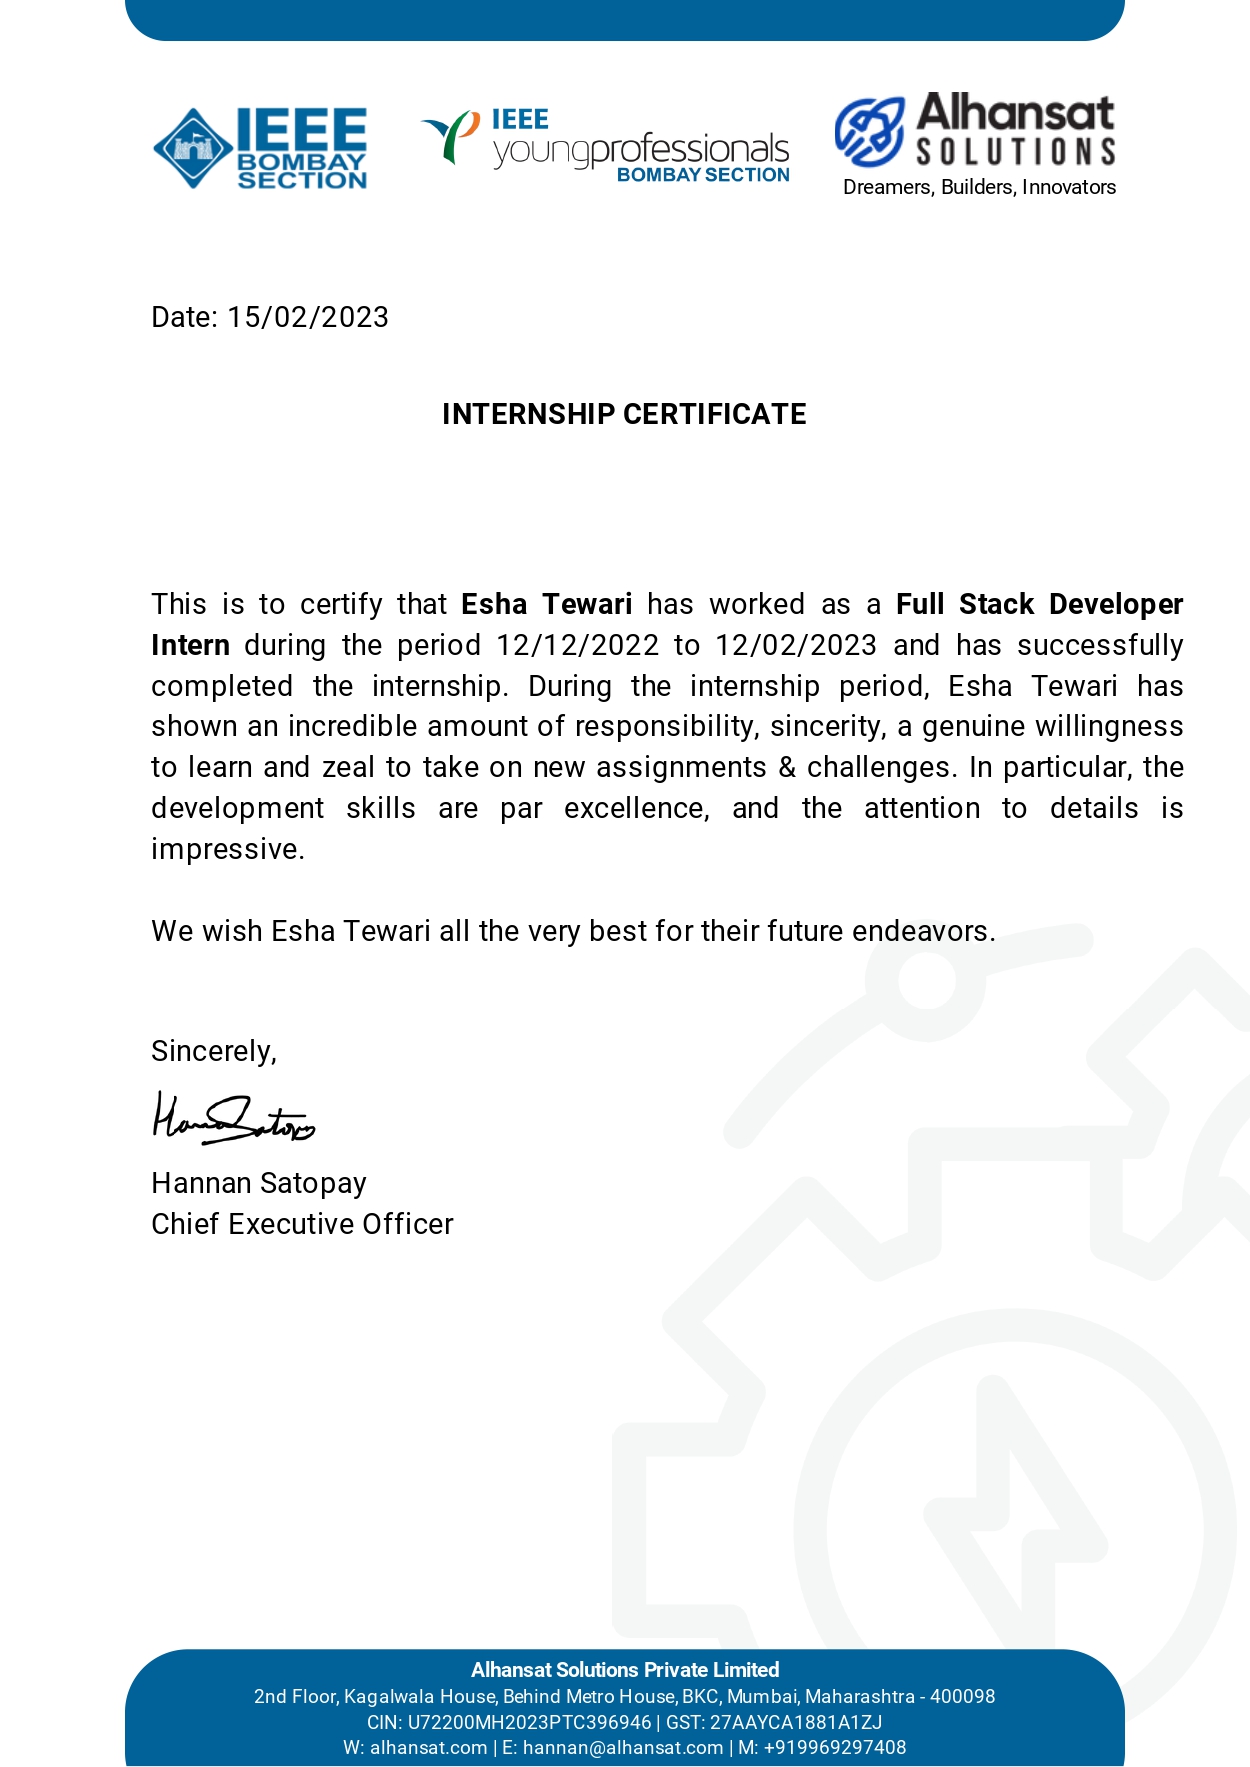 IEEE
BOMBAY
SECTION
IEEE
youngprofessionals
BOMBAY SECTION
Alhansat
SOLUTIONS
Dreamers, Builders, Innovators
Date: 15/02/2023
INTERNSHIP CERTIFICATE
This is to certify that Esha Tewari has worked as a Full Stack Developer
Intern during the period 12/12/2022 to 12/02/2023 and has successfully
completed the internship. During the internship period, Esha Tewari has
shown an incredible amount of responsibility, sincerity, a genuine willingness
to learn and zeal to take on new assignments & challenges. In particular, the
development skills are par excellence, and the attention to details is
impressive.
We wish Esha Tewari all the very best for their future endeavors.
Sincerely,
Hannan Satopay
Chief Executive Officer
Alhansat Solutions Private Limited
2nd Floor, Kagalwala House, Behind Metro House, BKC, Mumbai, Maharashtra - 400098
CIN: U72200MH2023PTC396946 | GST: 27AAYCA1881A1ZJ
W: alhansat.com | E: hannan@alhansat.com | M: +919969297408